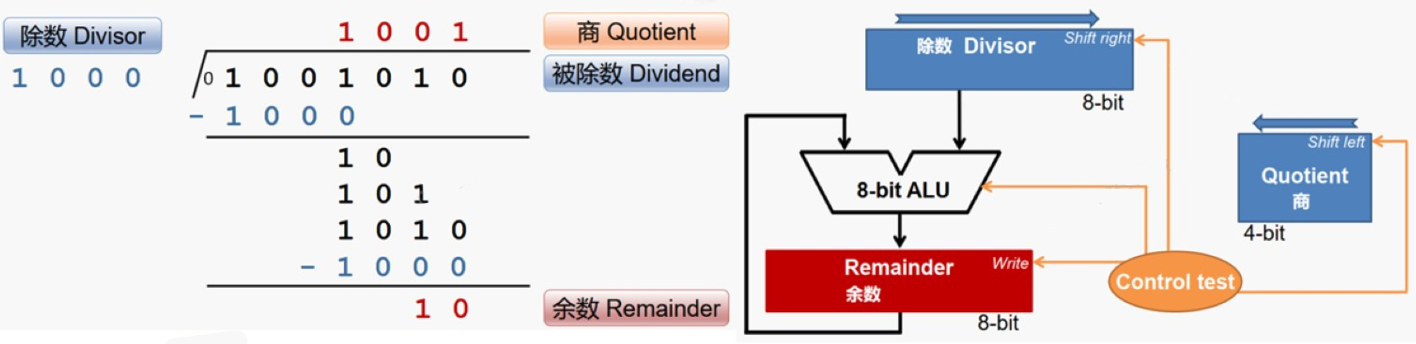 除数 Divisor
1 0 0 1
商 Quotient
1 0 0 0
0 1 0 0 1 0 1 0
被除数 Dividend
- 1 0 0 0
1 0
1 0 1
1 0 1 0
- 1 0 0 0
1 0
余数 Remainder
除数 Divisor
Shift right
8-bit
Shift left
Quotient
商
4-bit
8-bit ALU
Remainder
Write
余数
8-bit
Control test